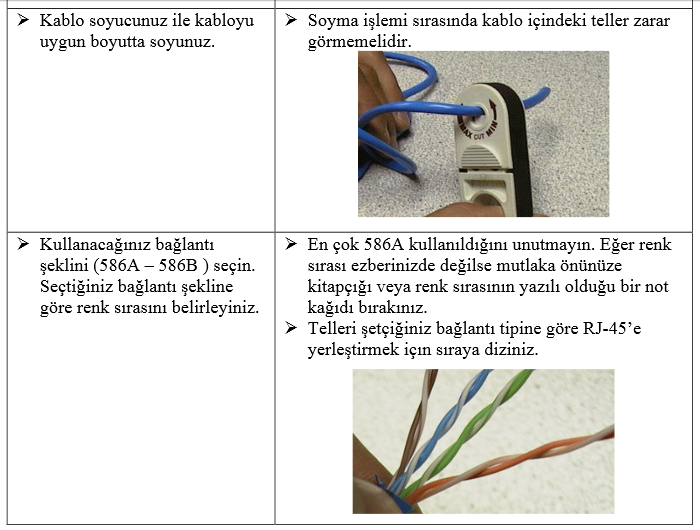 ➢ Kablo soyucunuz ile kabloyu
uygun boyutta soyunuz.
➢ Soyma işlemi sırasında kablo içindeki teller zarar
görmemelidir.
MAX CUT MIN
➢ Kullanacağınız bağlantı
şeklini (586A – 586B ) seçin.
Seçtiğiniz bağlantı şekline
göre renk sırasını belirleyiniz.
➢ En çok 586A kullanıldığını unutmayın. Eğer renk
sırası ezberinizde değilse mutlaka önünüze
kitapçığı veya renk sırasının yazılı olduğu bir not
kağıdı bırakınız.
➢ Telleri şetçiğiniz bağlantı tipine göre RJ-45’e
yerleştirmek için sıraya diziniz.